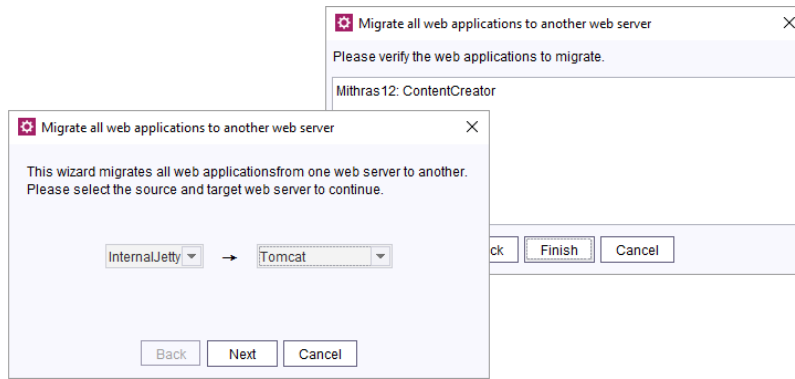 Migrate all web applications to another web server
Please verify the web applications to migrate.
Mithras12: ContentCreator
Finish Cancel
Migrate all web applications to another web server
This wizard migrates all web applicationsfrom one web server to another.
Please select the source and target web server to continue.
InternalJetty → Tomcat
Back Next Cancel